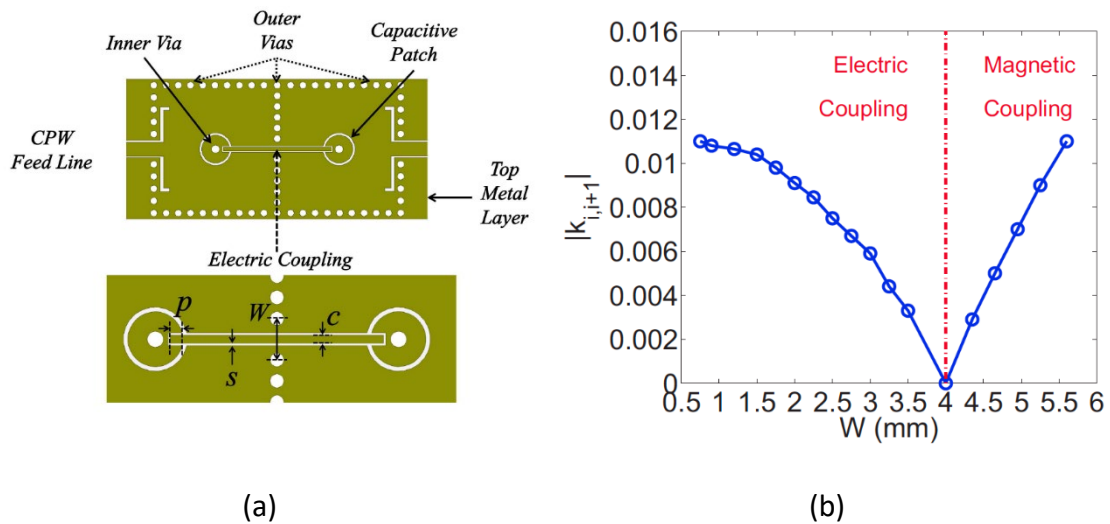 Outer
Vias
Inner Via
Capacitive
Patch
CPW
Feed Line
Top
Metal
Layer
Electric Coupling
p
W
c
s
(a)
0.016
0.014
0.012
0.01
0.008
0.006
0.004
0.002
0
|k i,i+1|
Electric
Coupling
Magnetic
Coupling
0.5 1 1.5 2 2.5 3 3.5 4 4.5 5 5.5 6
W (mm)
(b)